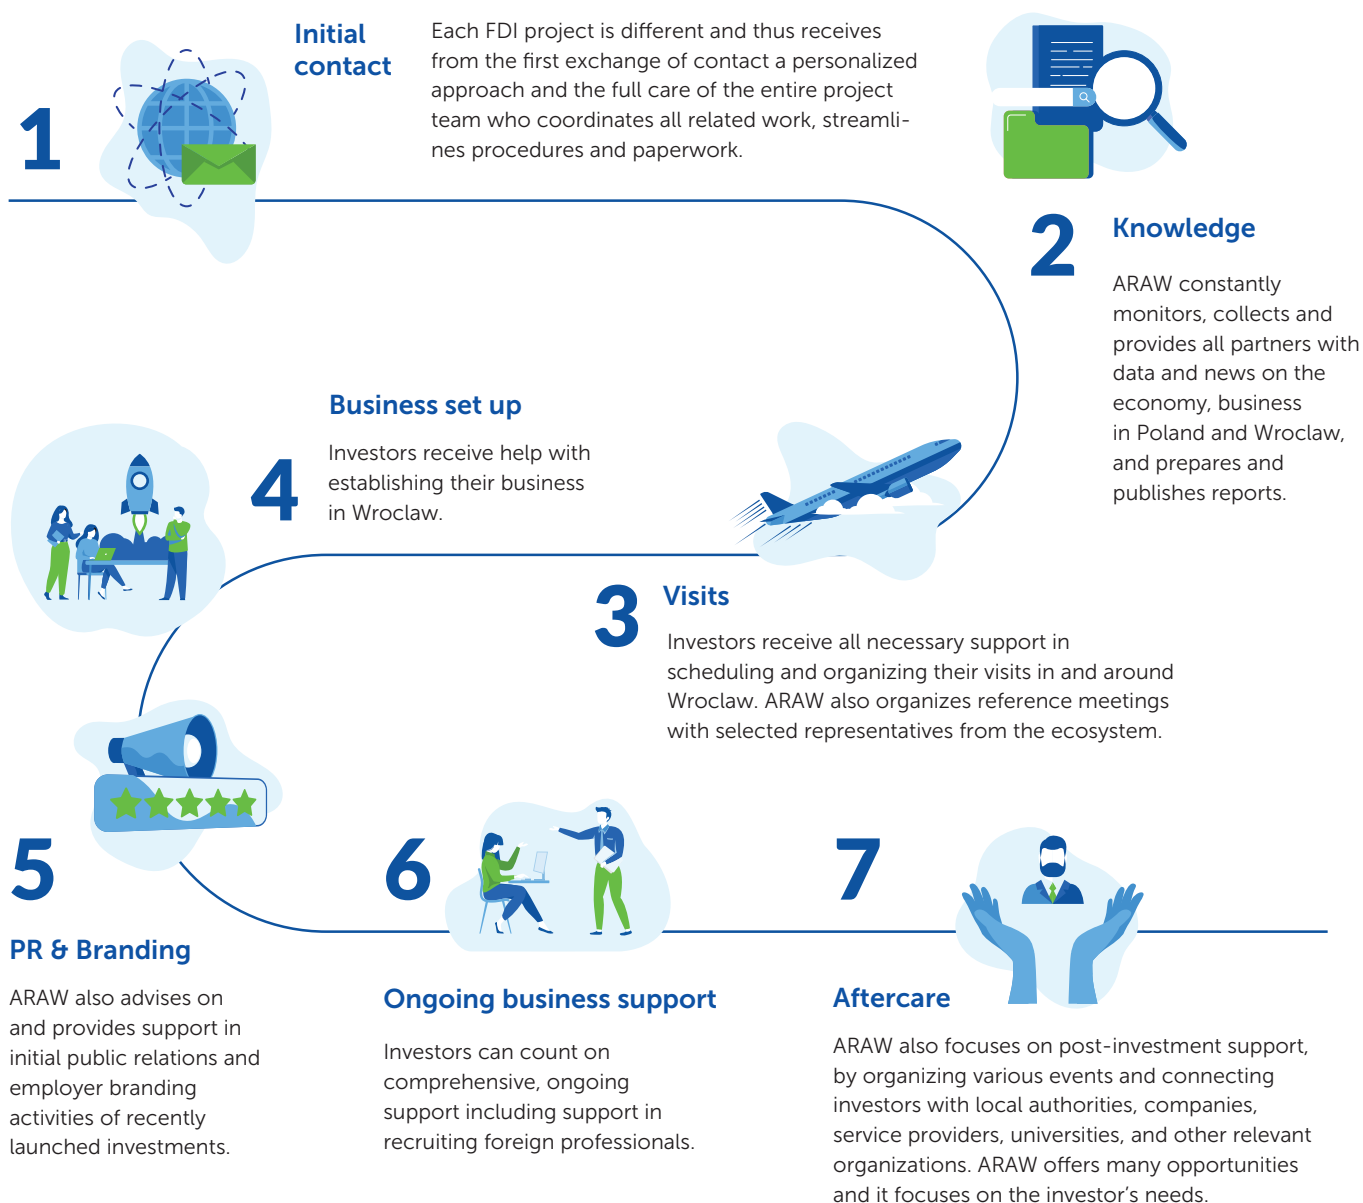 1
Initial
contact
Each FDI project is different and thus receives
from the first exchange of contact a personalized
approach and the full care of the entire project
team who coordinates all related work, streamli-
nes procedures and paperwork.
2
Knowledge
ARAW constantly
monitors, collects and
provides all partners with
data and news on the
economy, business
in Poland and Wroclaw,
and prepares and
publishes reports.
3
Visits
Investors receive all necessary support in
scheduling and organizing their visits in and around
Wroclaw. ARAW also organizes reference meetings
with selected representatives from the ecosystem.
4
Business set up
Investors receive help with
establishing their business
in Wroclaw.
5
PR & Branding
ARAW also advises on
and provides support in
initial public relations and
employer branding
activities of recently
launched investments.
6
Ongoing business support
Investors can count on
comprehensive, ongoing
support including support in
recruiting foreign professionals.
7
Aftercare
ARAW also focuses on post-investment support,
by organizing various events and connecting
investors with local authorities, companies,
service providers, universities, and other relevant
organizations. ARAW offers many opportunities
and it focuses on the investor's needs.